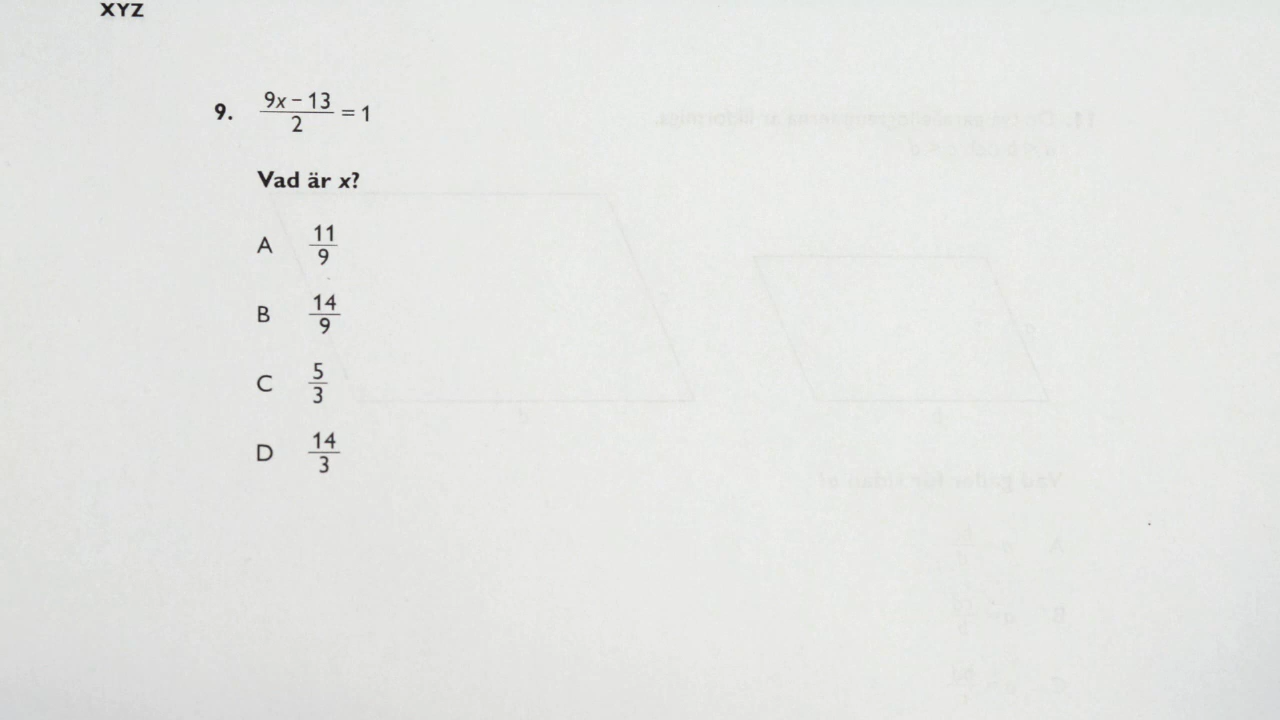 XYZ
9. (9x − 13)/2 = 1
Vad är x?
A 11/9
B 14/9
C 5/3
D 14/3